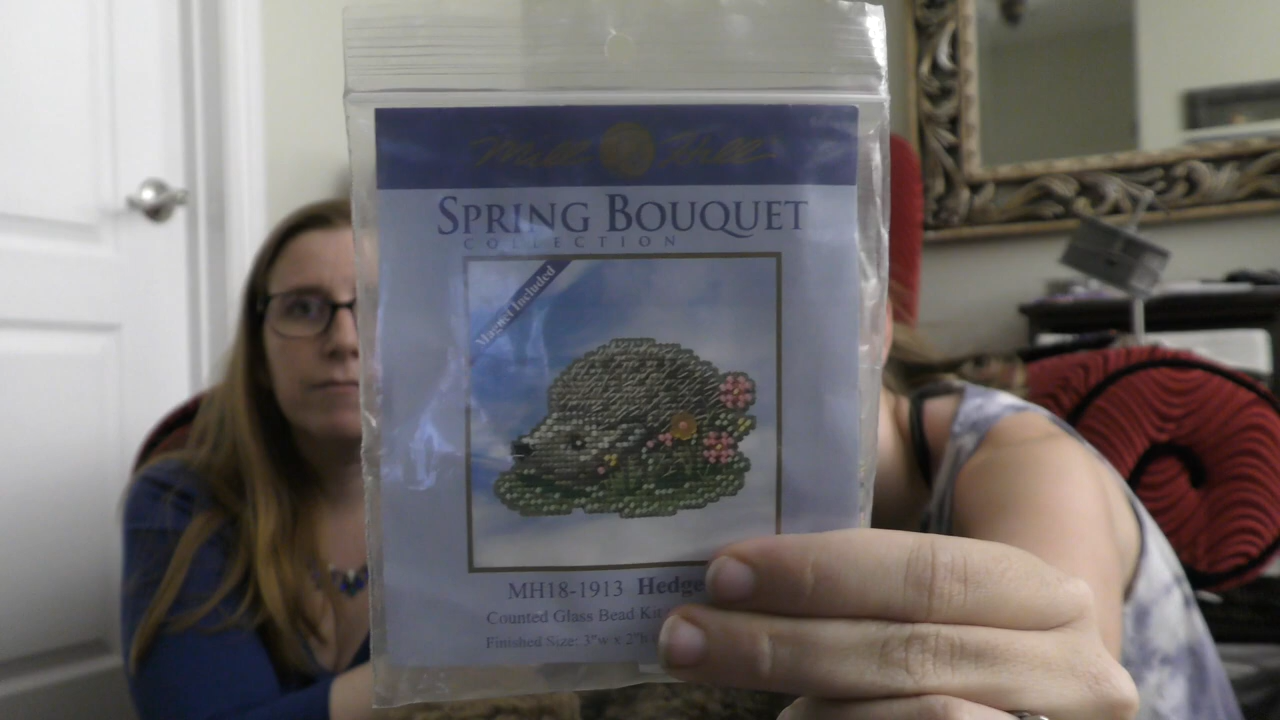 Mill Hill
SPRING BOUQUET
COLLECTION
Magnet Included
MH18-1913 Hedge
Counted Glass Bead Kit
Finished Size: 3"w x 2"h